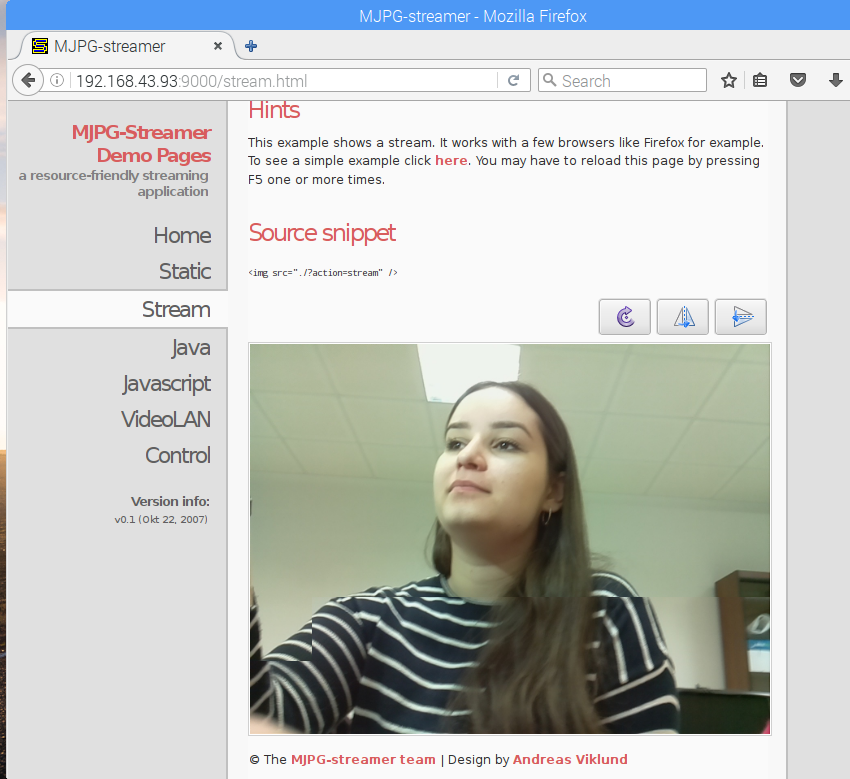 MJPG-streamer - Mozilla Firefox
MJPG-streamer
192.168.43.93:9000/stream.html
Search
MJPG-Streamer
Demo Pages
a resource-friendly streaming
application
Home
Static
Stream
Java
Javascript
VideoLAN
Control
Version info:
v0.1 (Okt 22, 2007)
Hints
This example shows a stream. It works with a few browsers like Firefox for example.
To see a simple example click here. You may have to reload this page by pressing
F5 one or more times.
Source snippet
<img src="./?action=stream" />
© The MJPG-streamer team | Design by Andreas Viklund